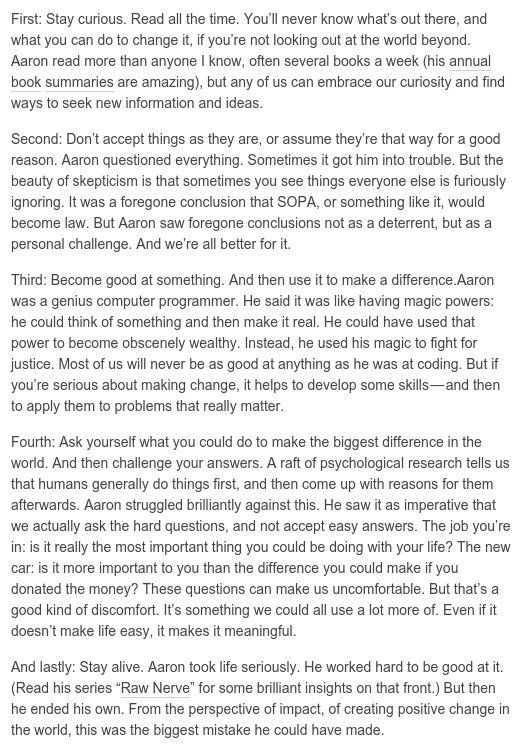 First: Stay curious. Read all the time. You’ll never know what’s out there, and
what you can do to change it, if you’re not looking out at the world beyond.
Aaron read more than anyone I know, often several books a week (his annual
book summaries are amazing), but any of us can embrace our curiosity and find
ways to seek new information and ideas.
Second: Don’t accept things as they are, or assume they’re that way for a good
reason. Aaron questioned everything. Sometimes it got him into trouble. But the
beauty of skepticism is that sometimes you see things everyone else is furiously
ignoring. It was a foregone conclusion that SOPA, or something like it, would
become law. But Aaron saw foregone conclusions not as a deterrent, but as a
personal challenge. And we’re all better for it.
Third: Become good at something. And then use it to make a difference.Aaron
was a genius computer programmer. He said it was like having magic powers:
he could think of something and then make it real. He could have used that
power to become obscenely wealthy. Instead, he used his magic to fight for
justice. Most of us will never be as good at anything as he was at coding. But if
you’re serious about making change, it helps to develop some skills — and then
to apply them to problems that really matter.
Fourth: Ask yourself what you could do to make the biggest difference in the
world. And then challenge your answers. A raft of psychological research tells us
that humans generally do things first, and then come up with reasons for them
afterwards. Aaron struggled brilliantly against this. He saw it as imperative that
we actually ask the hard questions, and not accept easy answers. The job you’re
in: is it really the most important thing you could be doing with your life? The new
car: is it more important to you than the difference you could make if you
donated the money? These questions can make us uncomfortable. But that’s a
good kind of discomfort. It’s something we could all use a lot more of. Even if it
doesn’t make life easy, it makes it meaningful.
And lastly: Stay alive. Aaron took life seriously. He worked hard to be good at it.
(Read his series “Raw Nerve” for some brilliant insights on that front.) But then
he ended his own. From the perspective of impact, of creating positive change in
the world, this was the biggest mistake he could have made.